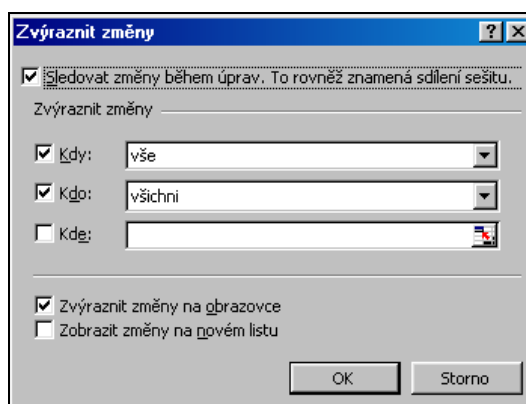 Zvýraznit změny
Sledovat změny během úprav. To rovněž znamená sdílení sešitu.
Zvýraznit změny
Kdy: vše
Kdo: všichni
Kde:
Zvýraznit změny na obrazovce
Zobrazit změny na novém listu
OK Storno